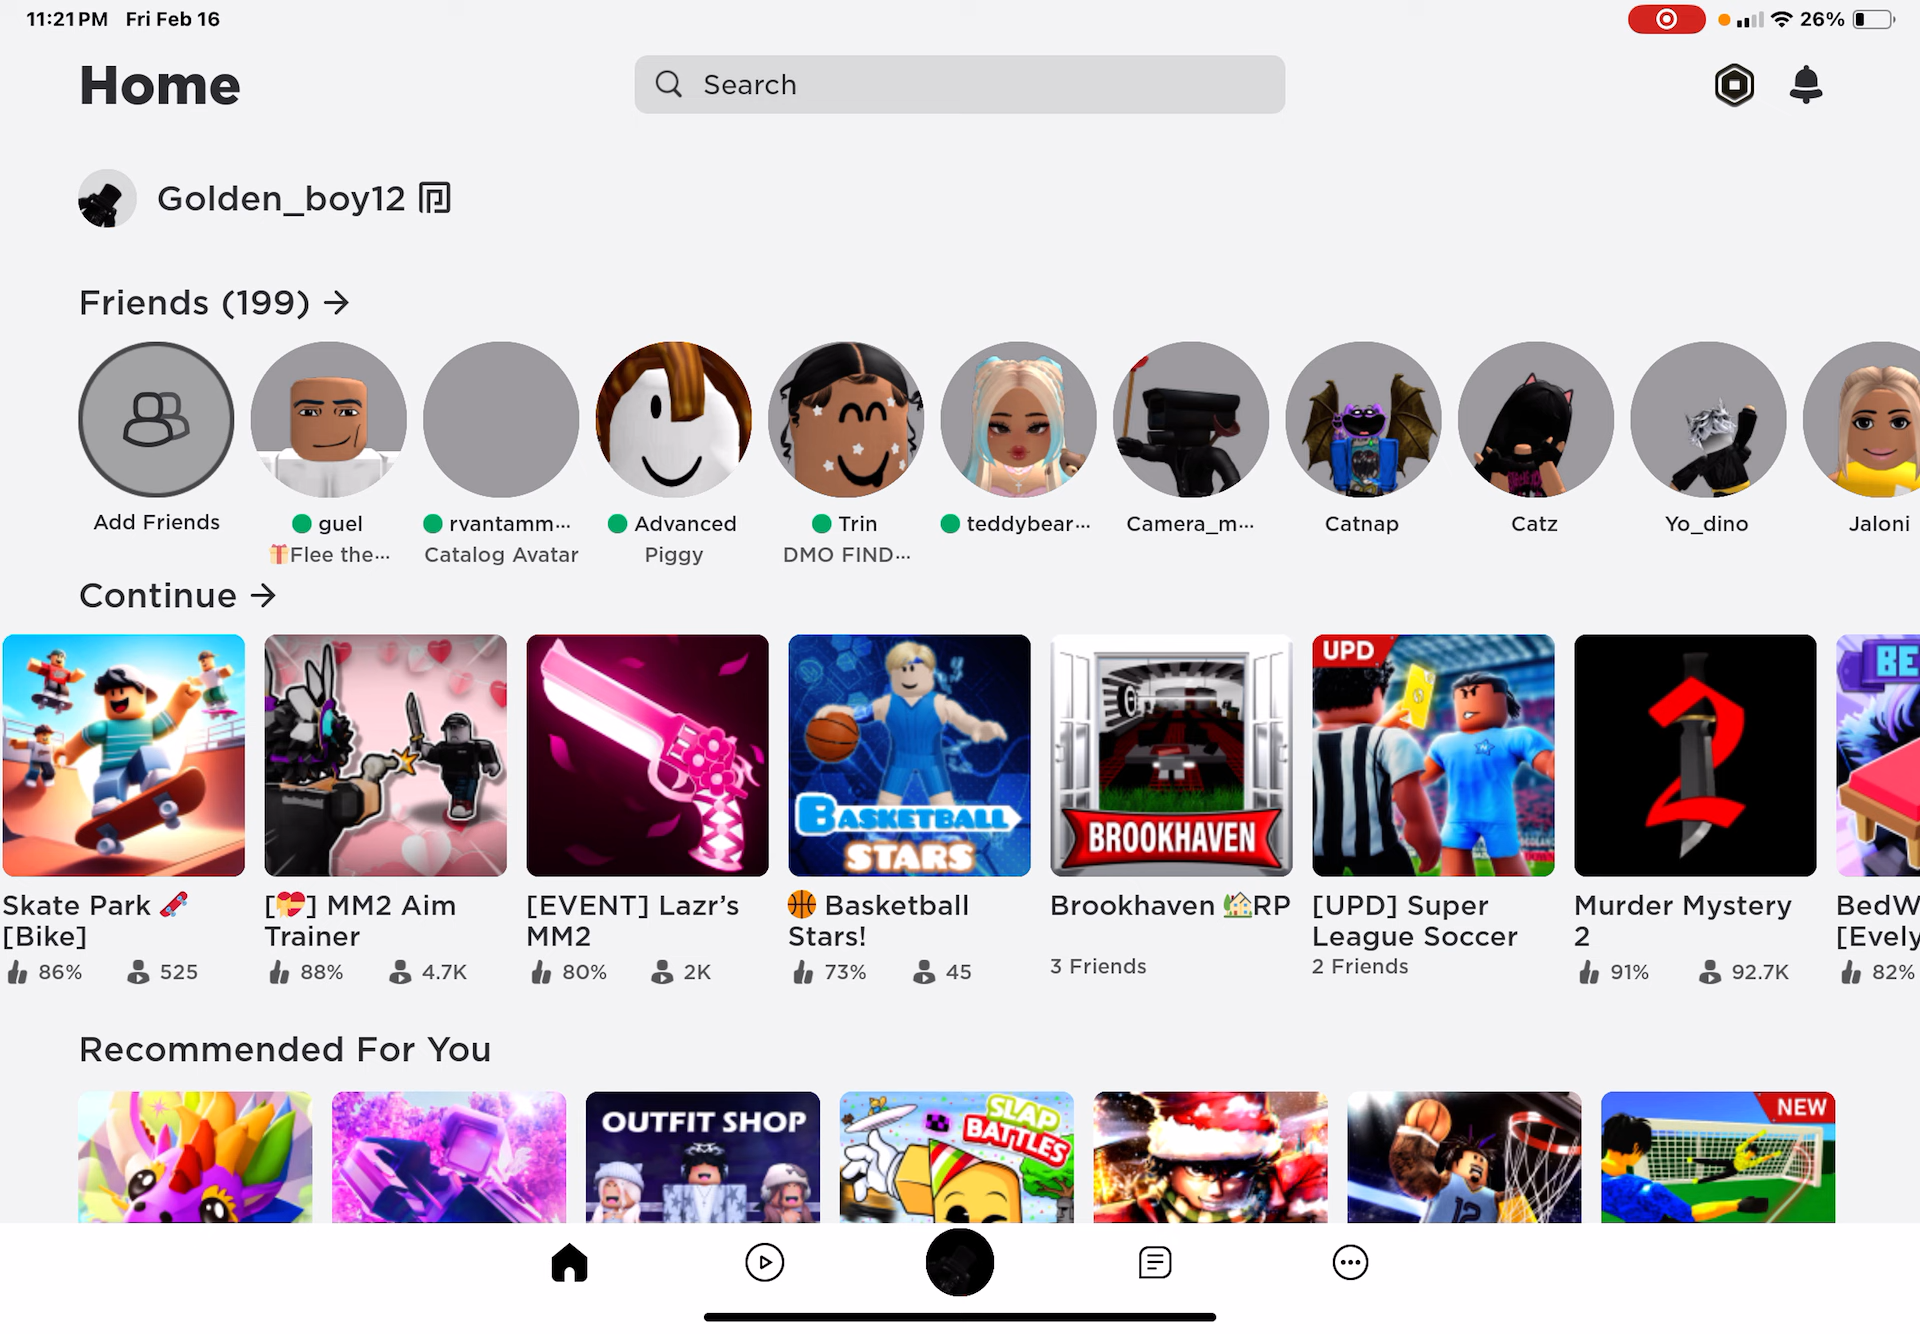 11:21 PM Fri Feb 16
26%
Home
Search
Golden_boy12
Friends (199) →
Add Friends
guel
🎁Flee the...
rvantamm...
Catalog Avatar
Advanced
Piggy
Trin
DMO FIND...
teddybear...
Camera_m...
Catnap
Catz
Yo_dino
Jaloni
Continue →
BASKETBALL
STARS
BROOKHAVEN
UPD
2
BE
Skate Park 🛹
[Bike]
86% 525
[💝] MM2 Aim
Trainer
88% 4.7K
[EVENT] Lazr's
MM2
80% 2K
🏀 Basketball
Stars!
73% 45
Brookhaven 🏡RP
3 Friends
[UPD] Super
League Soccer
2 Friends
Murder Mystery
2
91% 92.7K
BedW
[Evely
82%
Recommended For You
OUTFIT SHOP
SLAP
BATTLES
12
NEW